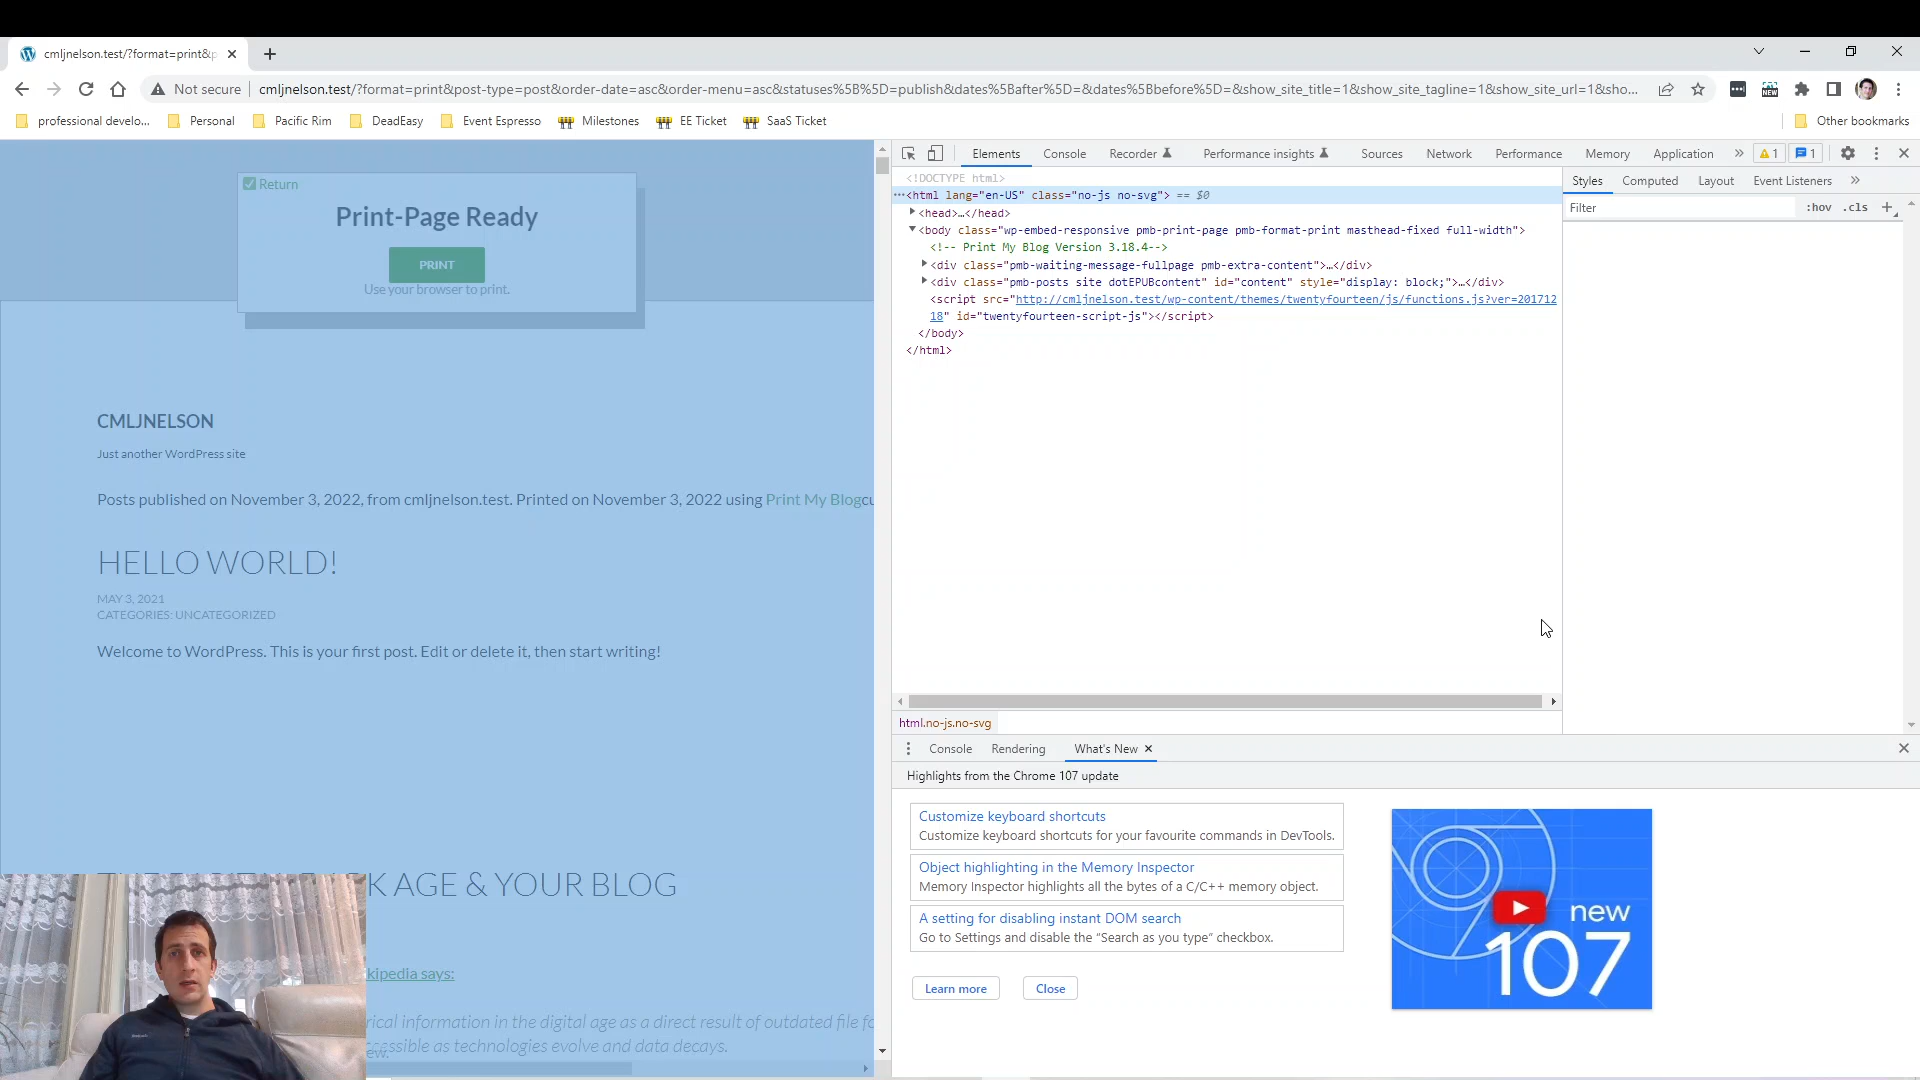 cmljnelson.test/?format=print&p
Not secure
cmljnelson.test/?format=print&post-type=post&order-date=asc&order-menu=asc&statuses%5B%5D=publish&dates%5Bafter%5D=&dates%5Bbefore%5D=&show_site_title=1&show_site_tagline=1&show_site_url=1&sho...
NEW
professional develo...
Personal
Pacific Rim
DeadEasy
Event Espresso
Milestones
EE Ticket
SaaS Ticket
Other bookmarks
Return
Print-Page Ready
PRINT
Use your browser to print.
CMLJNELSON
Just another WordPress site
Posts published on November 3, 2022, from cmljnelson.test. Printed on November 3, 2022 using Print My Blogcu
HELLO WORLD!
MAY 3, 2021
CATEGORIES: UNCATEGORIZED
Welcome to WordPress. This is your first post. Edit or delete it, then start writing!
AGE & YOUR BLOG
kipedia says:
rical information in the digital age as a direct result of outdated file fo
ssible as technologies evolve and data decays.
Elements
Console
Recorder
Performance insights
Sources
Network
Performance
Memory
Application
1
1
<!DOCTYPE html>
<html lang="en-US" class="no-js no-svg"> == $0
<head>…</head>
<body class="wp-embed-responsive pmb-print-page pmb-format-print masthead-fixed full-width">
<!-- Print My Blog Version 3.18.4-->
<div class="pmb-waiting-message-fullpage pmb-extra-content">…</div>
<div class="pmb-posts site dotEPUBcontent" id="content" style="display: block;">…</div>
<script src="http://cmljnelson.test/wp-content/themes/twentyfourteen/js/functions.js?ver=201712
18" id="twentyfourteen-script-js"></script>
</body>
</html>
html.no-js.no-svg
Styles
Computed
Layout
Event Listeners
Filter
:hov
.cls
Console
Rendering
What's New
Highlights from the Chrome 107 update
Customize keyboard shortcuts
Customize keyboard shortcuts for your favourite commands in DevTools.
Object highlighting in the Memory Inspector
Memory Inspector highlights all the bytes of a C/C++ memory object.
A setting for disabling instant DOM search
Go to Settings and disable the “Search as you type” checkbox.
Learn more
Close
new
107